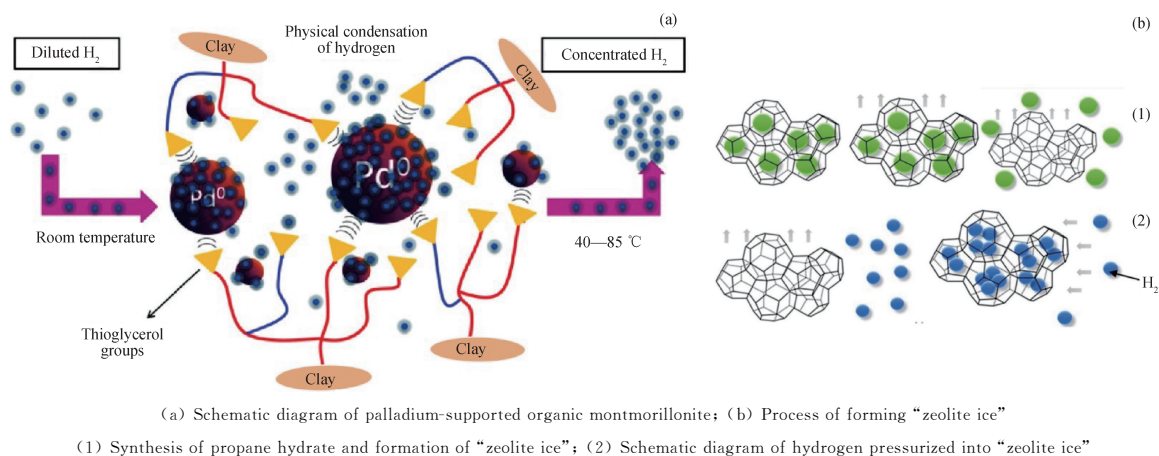 (a)
Diluted H₂
Clay
Physical condensation
of hydrogen
Concentrated H₂
Clay
Pd⁰
Pd⁰
Room temperature
40—85 ℃
Thioglycerol
groups
Clay
Clay
(b)
(1)
(2)
H₂
(a) Schematic diagram of palladium-supported organic montmorillonite; (b) Process of forming “zeolite ice”
(1) Synthesis of propane hydrate and formation of “zeolite ice”; (2) Schematic diagram of hydrogen pressurized into “zeolite ice”